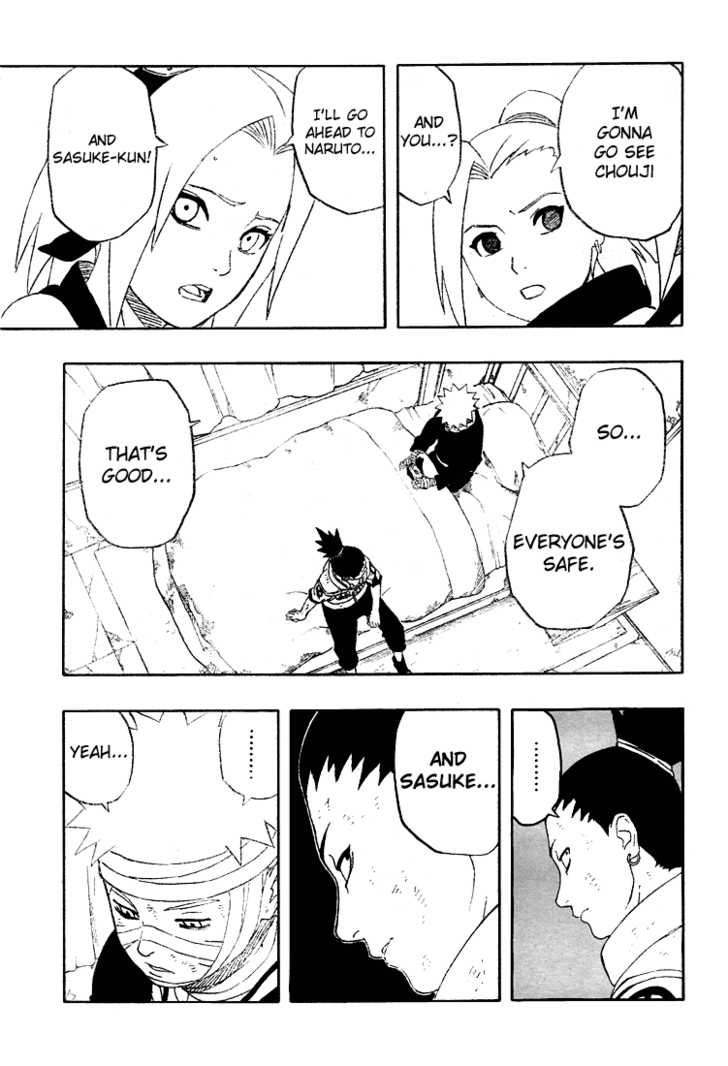 I'M
GONNA
GO SEE
CHOUJI
AND
YOU...?
I'LL GO
AHEAD TO
NARUTO...
AND
SASUKE-KUN!
SO...
EVERYONE'S
SAFE.
THAT'S
GOOD...
.........
AND
SASUKE...
.........
YEAH...